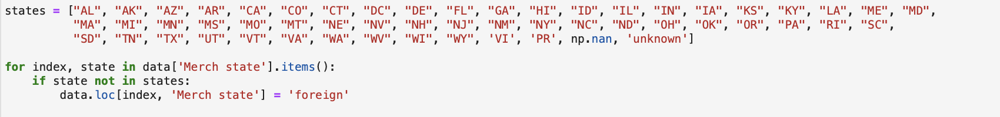 states = ["AL", "AK", "AZ", "AR", "CA", "CO", "CT", "DC", "DE", "FL", "GA", "HI", "ID", "IL", "IN", "IA", "KS", "KY", "LA", "ME", "MD",
"MA", "MI", "MN", "MS", "MO", "MT", "NE", "NV", "NH", "NJ", "NM", "NY", "NC", "ND", "OH", "OK", "OR", "PA", "RI", "SC",
"SD", "TN", "TX", "UT", "VT", "VA", "WA", "WV", "WI", "WY", 'VI', 'PR', np.nan, 'unknown']
for index, state in data['Merch state'].items():
if state not in states:
data.loc[index, 'Merch state'] = 'foreign'